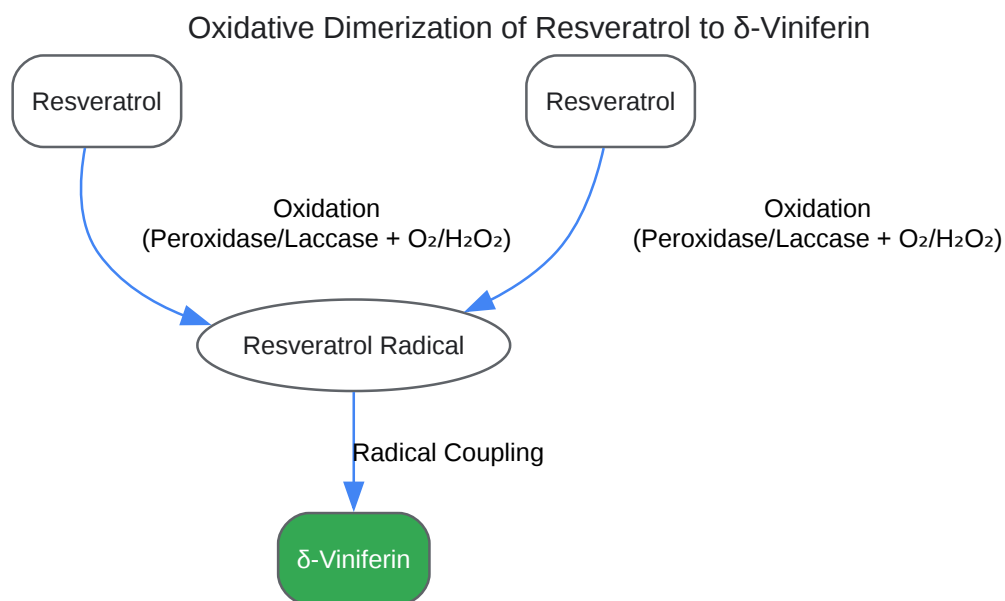 Oxidative Dimerization of Resveratrol to δ-Viniferin
Resveratrol
Resveratrol
Oxidation
(Peroxidase/Laccase + O₂/H₂O₂)
Oxidation
(Peroxidase/Laccase + O₂/H₂O₂)
Resveratrol Radical
Radical Coupling
δ-Viniferin